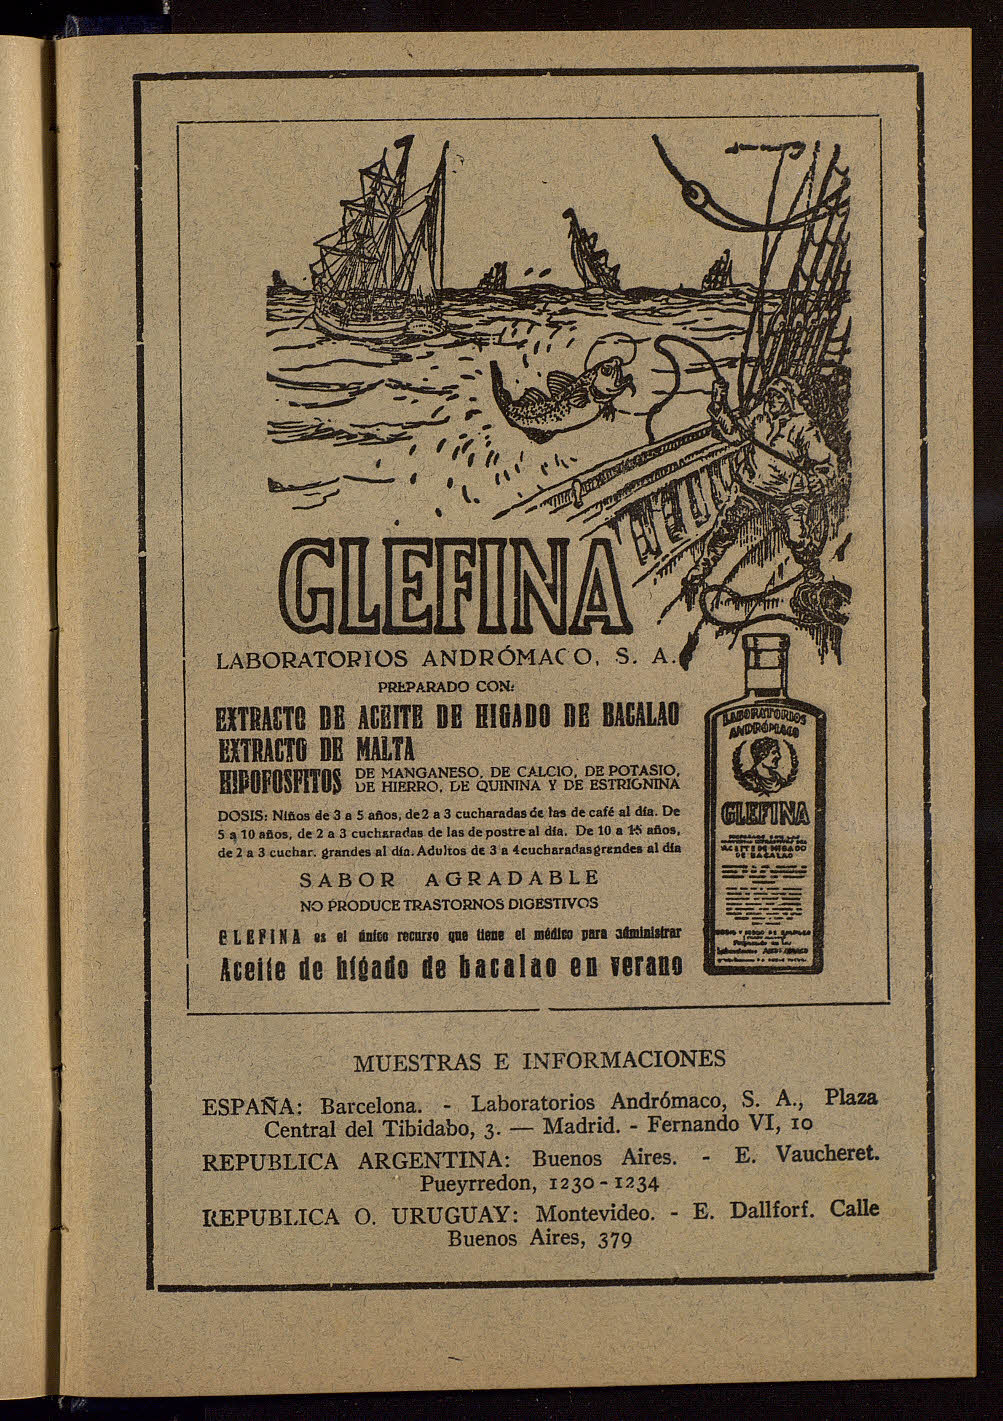 GLEFINA
LABORATORIOS ANDRÓMACO, S. A.
PREPARADO CON:
EXTRACTO DE ACEITE DE HIGADO DE BACALAO
EXTRACTO DE MALTA
HIPOFOSFITOS DE MANGANESO, DE CALCIO, DE POTASIO,
DE HIERRO, DE QUININA Y DE ESTRIGNINA
DOSIS: Niños de 3 a 5 años, de 2 a 3 cucharadas de las de café al día. De
5 a 10 años, de 2 a 3 cucharadas de las de postre al día. De 10 a 15 años,
de 2 a 3 cuchar. grandes al día. Adultos de 3 a 4 cucharadas grandes al día
SABOR AGRADABLE
NO PRODUCE TRASTORNOS DIGESTIVOS
GLEFINA es el único recurso que tiene el médico para administrar
Aceite de hígado de bacalao en verano
LABORATORIOS
ANDRÓMACO
GLEFINA
ACEITE DE HIGADO
DE BACALAO
MUESTRAS E INFORMACIONES
ESPAÑA: Barcelona. - Laboratorios Andrómaco, S. A., Plaza
Central del Tibidabo, 3. — Madrid. - Fernando VI, 10
REPUBLICA ARGENTINA: Buenos Aires. - E. Vaucheret.
Pueyrredon, 1230-1234
REPUBLICA O. URUGUAY: Montevideo. - E. Dallforf. Calle
Buenos Aires, 379